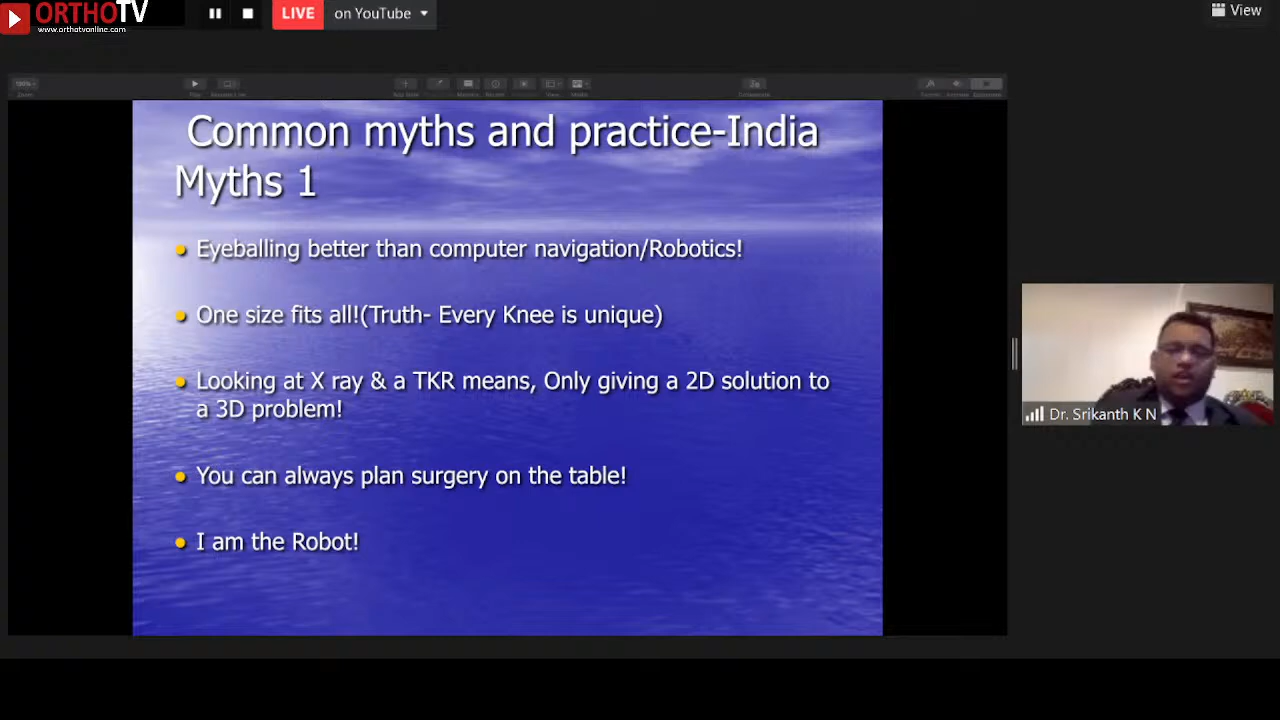 ORTHOTV
www.orthotvonline.com
LIVE on YouTube
View
100%
Common myths and practice-India
Myths 1
Eyeballing better than computer navigation/Robotics!
One size fits all!(Truth- Every Knee is unique)
Looking at X ray & a TKR means, Only giving a 2D solution to
a 3D problem!
You can always plan surgery on the table!
I am the Robot!
Dr. Srikanth K N